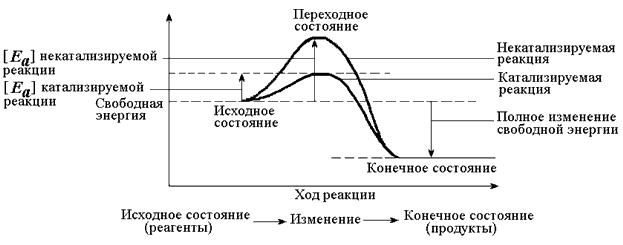 Переходное
состояние
[Eа] некатализируемой
реакции
[Eа] катализируемой
реакции
Свободная
энергия
Исходное
состояние
Некатализируемая
реакция
Катализируемая
реакция
Полное изменение
свободной энергии
Конечное состояние
Ход реакции
Исходное состояние
(реагенты)
Изменение
Конечное состояние
(продукты)